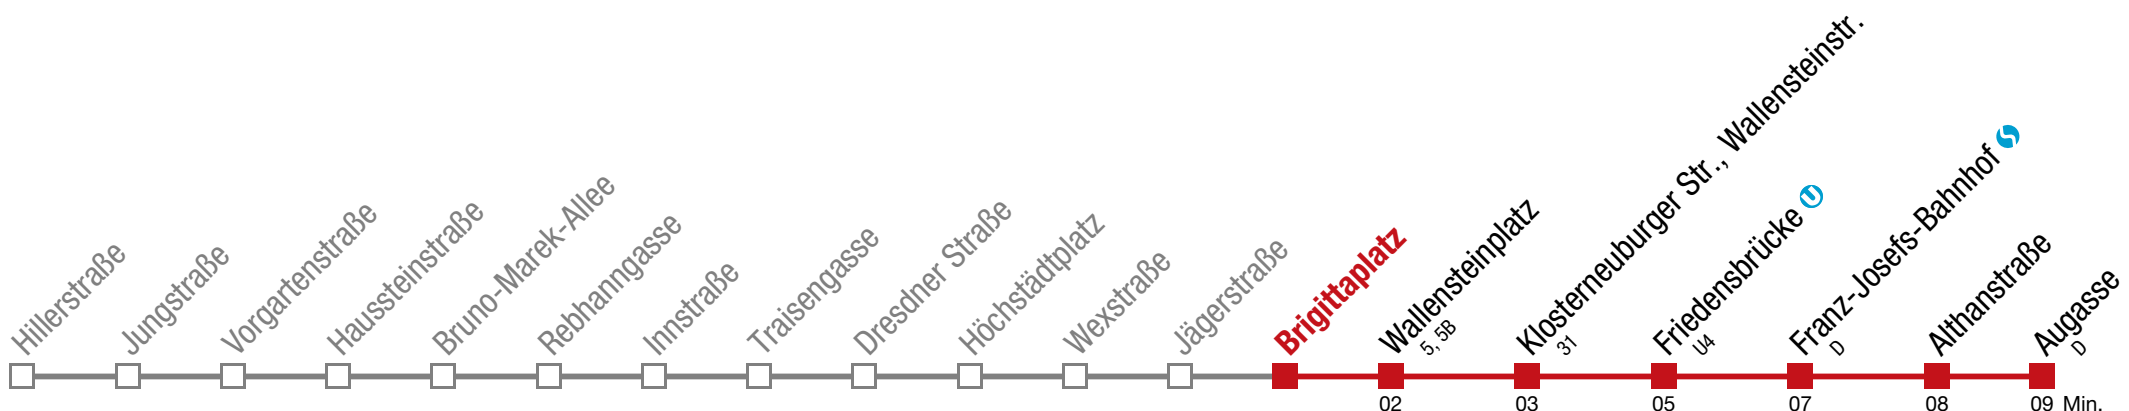 Hillerstraße
Jungstraße
Vorgartenstraße
Haussteinstraße
Bruno-Marek-Allee
Rebhanngasse
Innstraße
Traisengasse
Dresdner Straße
Höchstädtplatz
Wexstraße
Jägerstraße
Brigittaplatz
Wallensteinplatz
5, 5B
Klosterneuburger Str., Wallensteinstr.
31
Friedensbrücke U
U4
Franz-Josefs-Bahnhof S
D
Althanstraße
Augasse
D
02 03 05 07 08 09 Min.